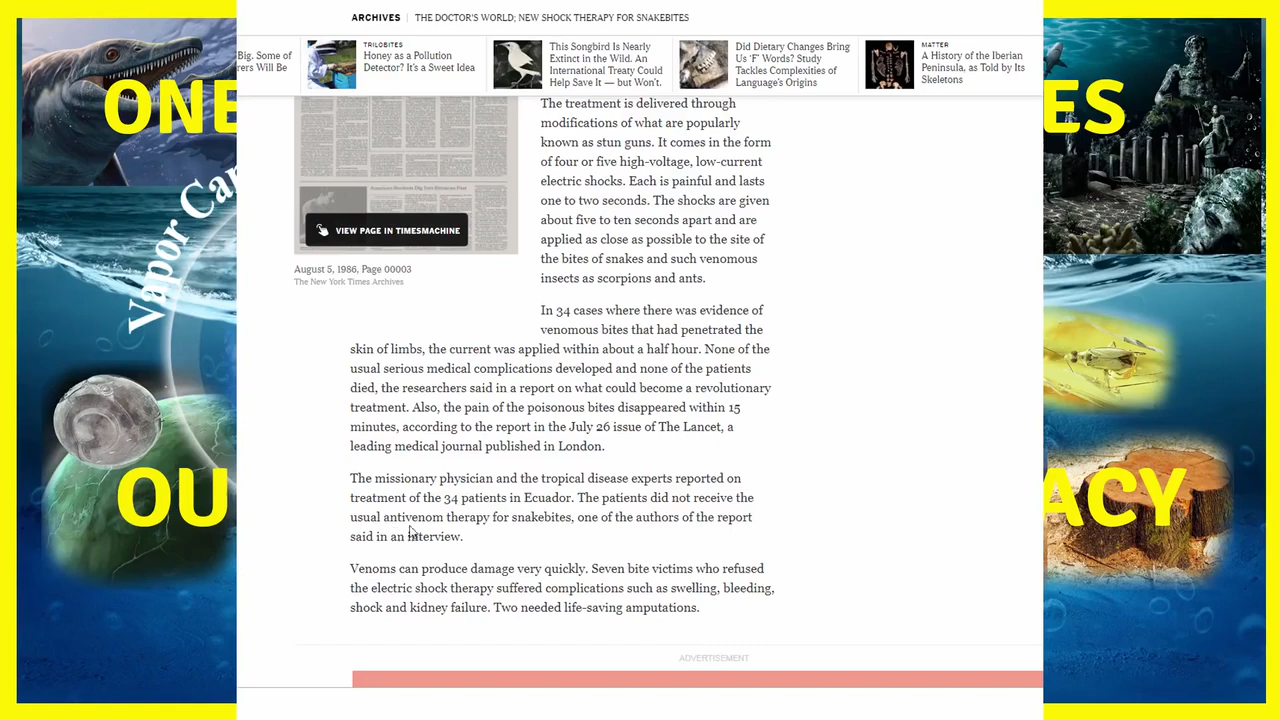 ARCHIVES | THE DOCTOR'S WORLD; NEW SHOCK THERAPY FOR SNAKEBITES
Big. Some of
rers Will Be
TRILOBITES
Honey as a Pollution
Detector? It's a Sweet Idea
This Songbird Is Nearly
Extinct in the Wild. An
International Treaty Could
Help Save It — but Won't.
Did Dietary Changes Bring
Us 'F' Words? Study
Tackles Complexities of
Language's Origins
MATTER
A History of the Iberian
Peninsula, as Told by Its
Skeletons
ONE
ES
Vapor Can
OU
ACY
VIEW PAGE IN TIMESMACHINE
August 5, 1986, Page 00003
The New York Times Archives
The treatment is delivered through
modifications of what are popularly
known as stun guns. It comes in the form
of four or five high-voltage, low-current
electric shocks. Each is painful and lasts
one to two seconds. The shocks are given
about five to ten seconds apart and are
applied as close as possible to the site of
the bites of snakes and such venomous
insects as scorpions and ants.
In 34 cases where there was evidence of
venomous bites that had penetrated the
skin of limbs, the current was applied within about a half hour. None of the
usual serious medical complications developed and none of the patients
died, the researchers said in a report on what could become a revolutionary
treatment. Also, the pain of the poisonous bites disappeared within 15
minutes, according to the report in the July 26 issue of The Lancet, a
leading medical journal published in London.
The missionary physician and the tropical disease experts reported on
treatment of the 34 patients in Ecuador. The patients did not receive the
usual antivenom therapy for snakebites, one of the authors of the report
said in an interview.
Venoms can produce damage very quickly. Seven bite victims who refused
the electric shock therapy suffered complications such as swelling, bleeding,
shock and kidney failure. Two needed life-saving amputations.
ADVERTISEMENT